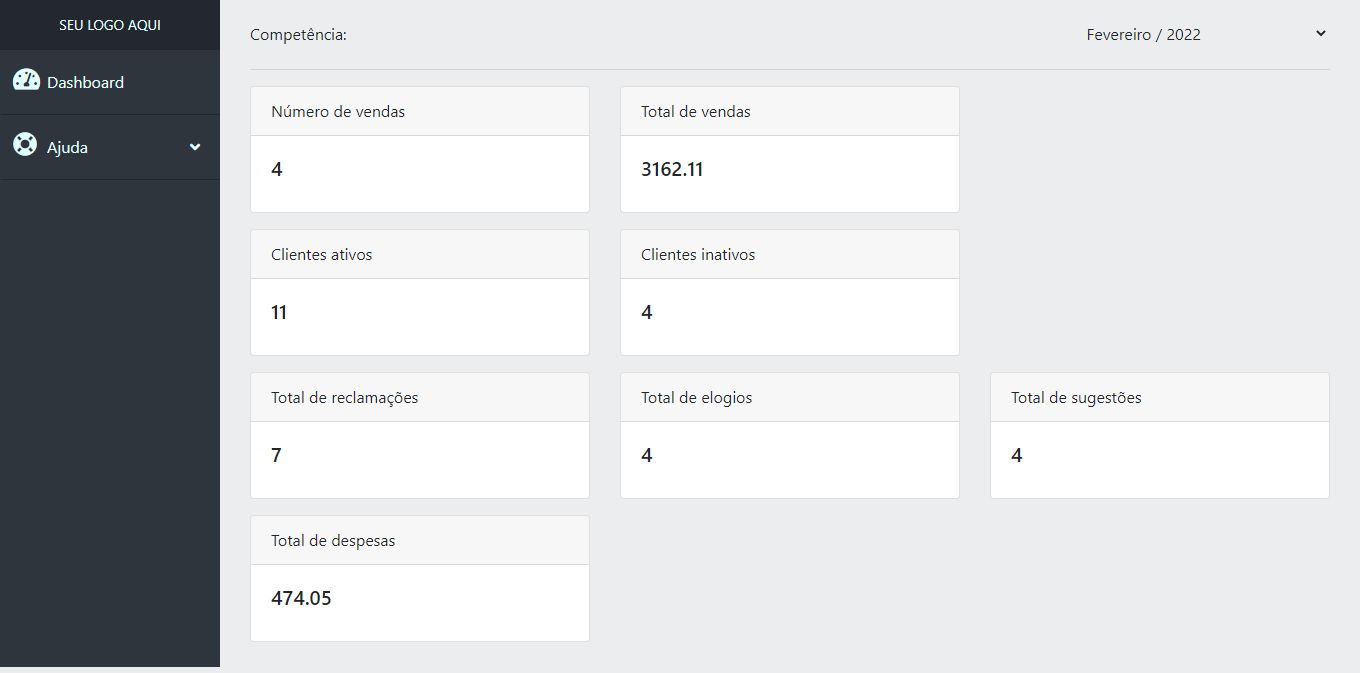 SEU LOGO AQUI
Dashboard
Ajuda
Competência:
Fevereiro / 2022
Número de vendas
4
Total de vendas
3162.11
Clientes ativos
11
Clientes inativos
4
Total de reclamações
7
Total de elogios
4
Total de sugestões
4
Total de despesas
474.05